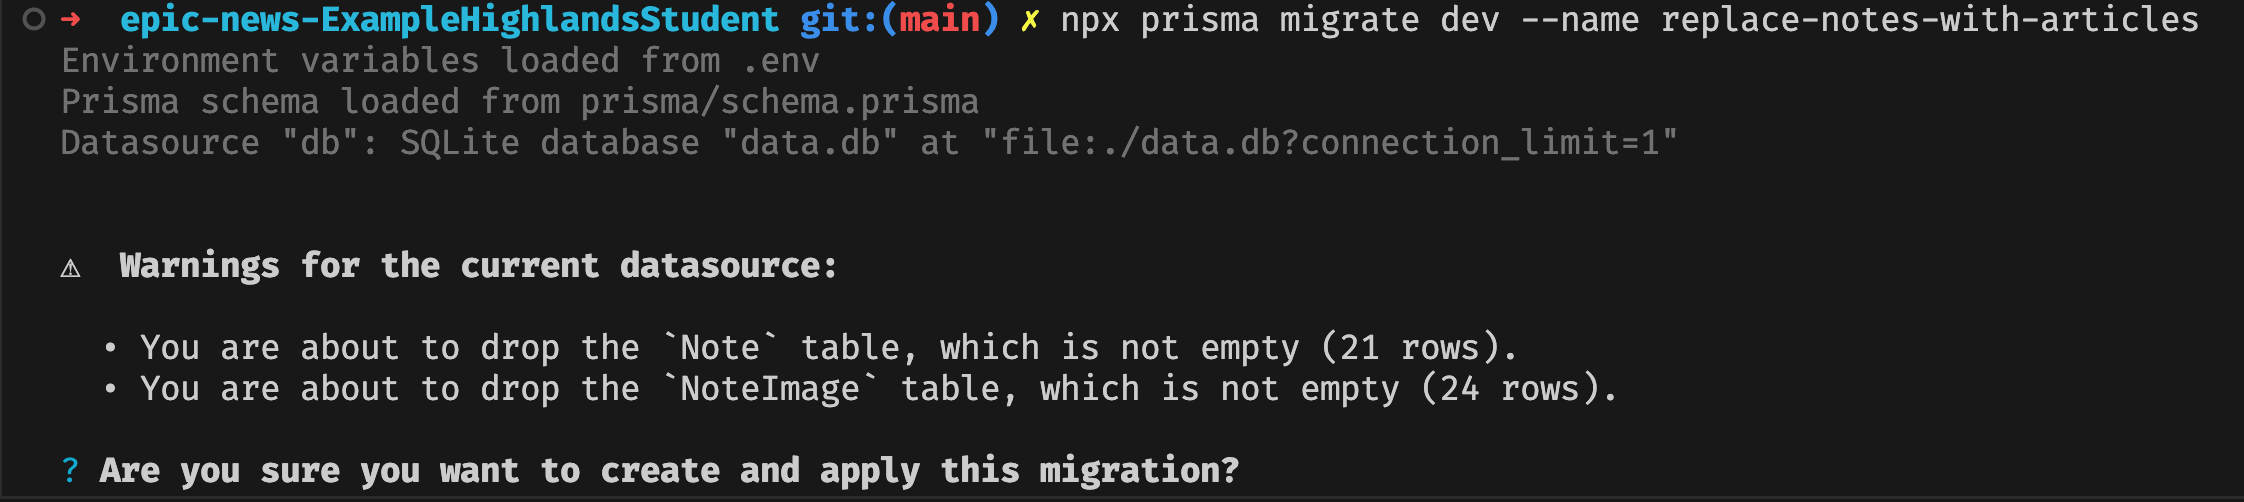 ➜ epic-news-ExampleHighlandsStudent git:(main) ✗ npx prisma migrate dev --name replace-notes-with-articles
Environment variables loaded from .env
Prisma schema loaded from prisma/schema.prisma
Datasource "db": SQLite database "data.db" at "file:./data.db?connection_limit=1"
⚠ Warnings for the current datasource:
• You are about to drop the `Note` table, which is not empty (21 rows).
• You are about to drop the `NoteImage` table, which is not empty (24 rows).
? Are you sure you want to create and apply this migration?